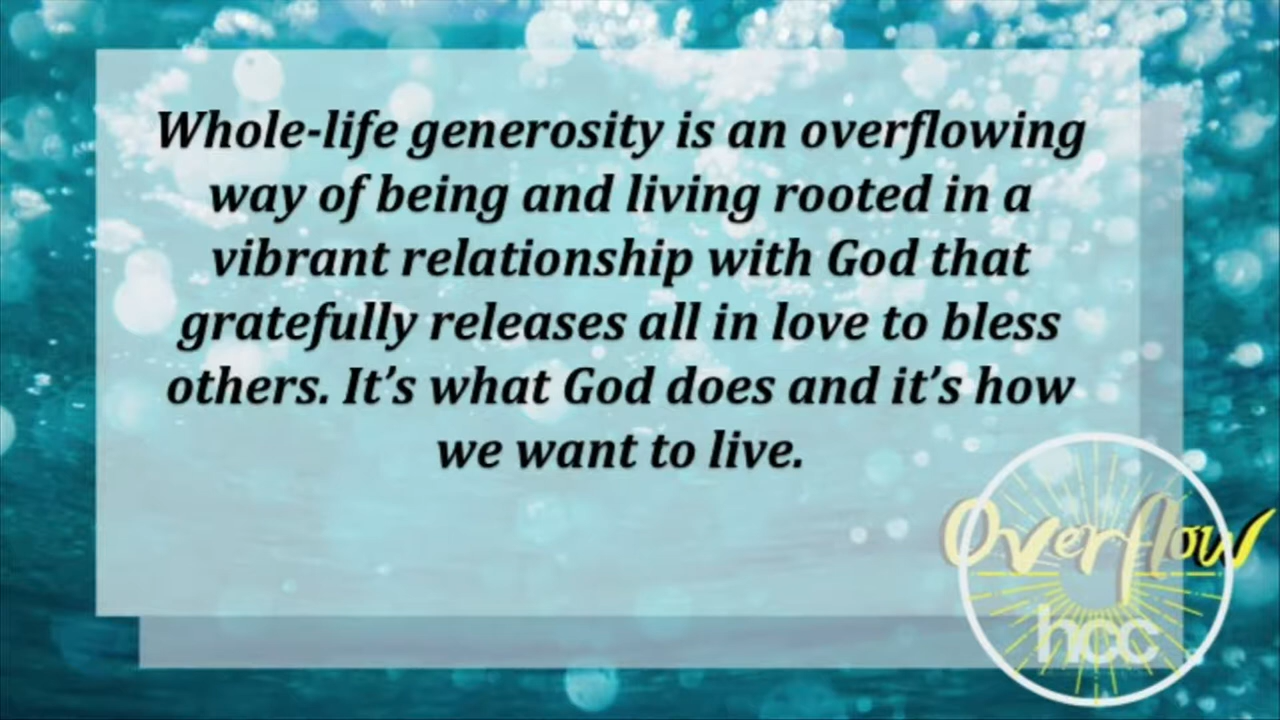 Whole-life generosity is an overflowing
way of being and living rooted in a
vibrant relationship with God that
gratefully releases all in love to bless
others. It’s what God does and it’s how
we want to live.
Overflow
hcc